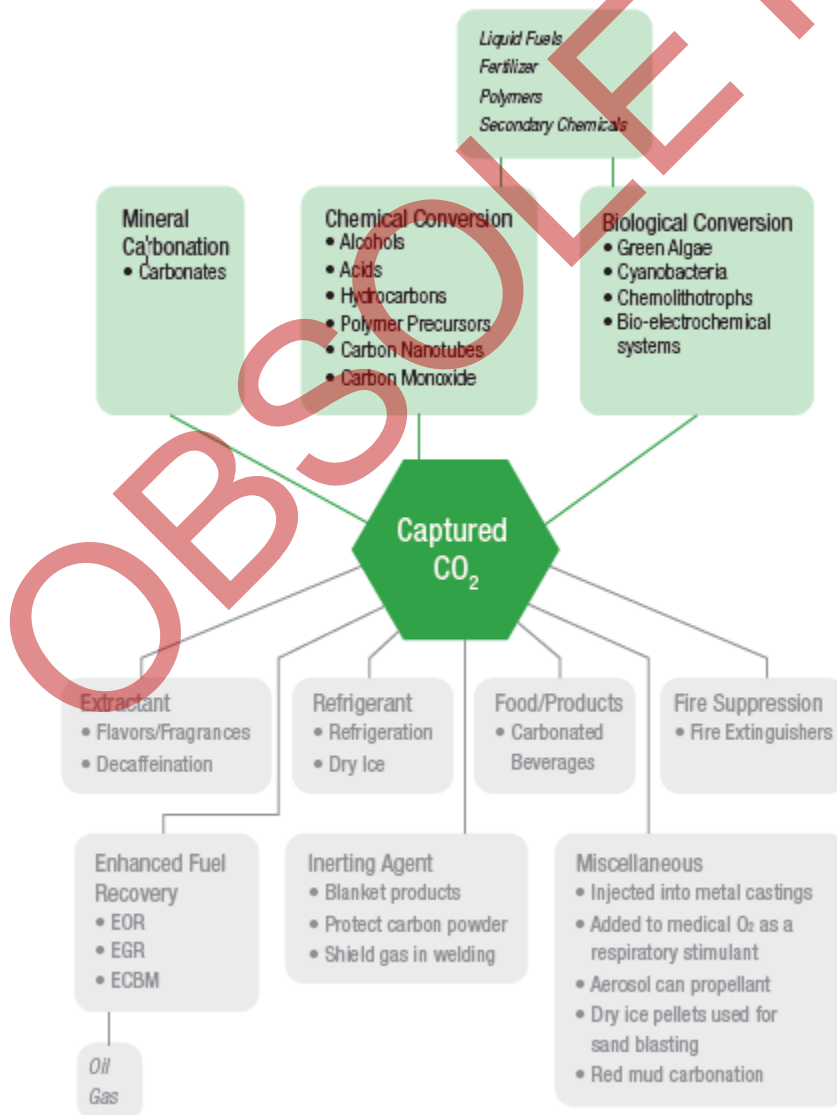 Liquid Fuels
Fertilizer
Polymers
Secondary Chemicals
Mineral
Carbonation
• Carbonates
Chemical Conversion
• Alcohols
• Acids
• Hydrocarbons
• Polymer Precursors
• Carbon Nanotubes
• Carbon Monoxide
Biological Conversion
• Green Algae
• Cyanobacteria
• Chemolithotrophs
• Bio-electrochemical
systems
Captured
CO₂
Extractant
• Flavors/Fragrances
• Decaffeination
Refrigerant
• Refrigeration
• Dry Ice
Food/Products
• Carbonated
Beverages
Fire Suppression
• Fire Extinguishers
Enhanced Fuel
Recovery
• EOR
• EGR
• ECBM
Oil
Gas
Inerting Agent
• Blanket products
• Protect carbon powder
• Shield gas in welding
Miscellaneous
• Injected into metal castings
• Added to medical O₂ as a
respiratory stimulant
• Aerosol can propellant
• Dry ice pellets used for
sand blasting
• Red mud carbonation
OBSOLET